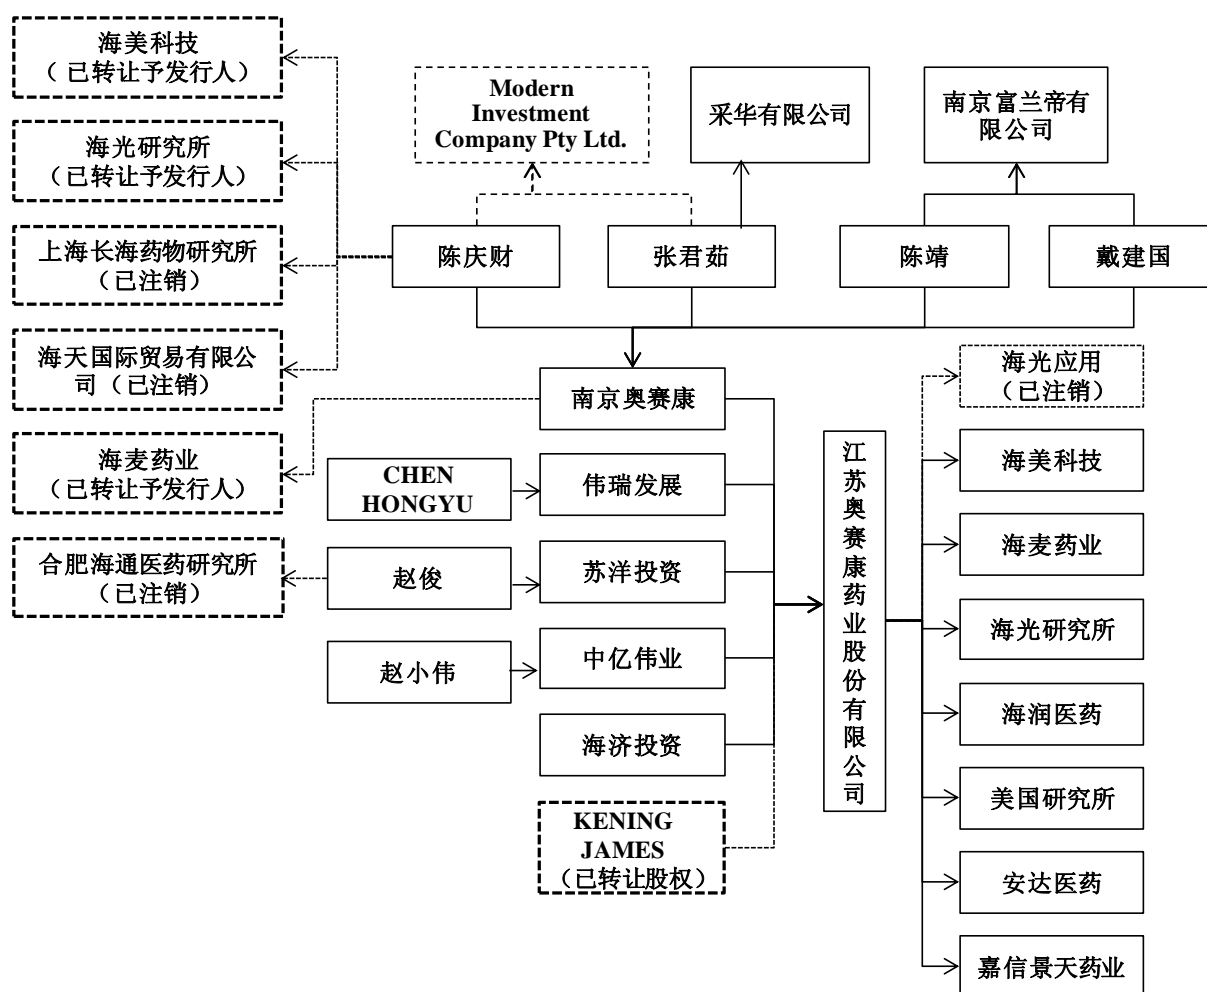 海美科技
（已转让予发行人）
海光研究所
（已转让予发行人）
上海长海药物研究所
（已注销）
海天国际贸易有限公
司（已注销）
海麦药业
（已转让予发行人）
合肥海通医药研究所
（已注销）
Modern
Investment
Company Pty Ltd.
采华有限公司
南京富兰帝有
限公司
陈庆财
张君茹
陈靖
戴建国
南京奥赛康
CHEN
HONGYU
伟瑞发展
赵俊
苏洋投资
赵小伟
中亿伟业
海济投资
KENING
JAMES
（已转让股权）
江苏奥赛康药业股份有限公司
海光应用
（已注销）
海美科技
海麦药业
海光研究所
海润医药
美国研究所
安达医药
嘉信景天药业